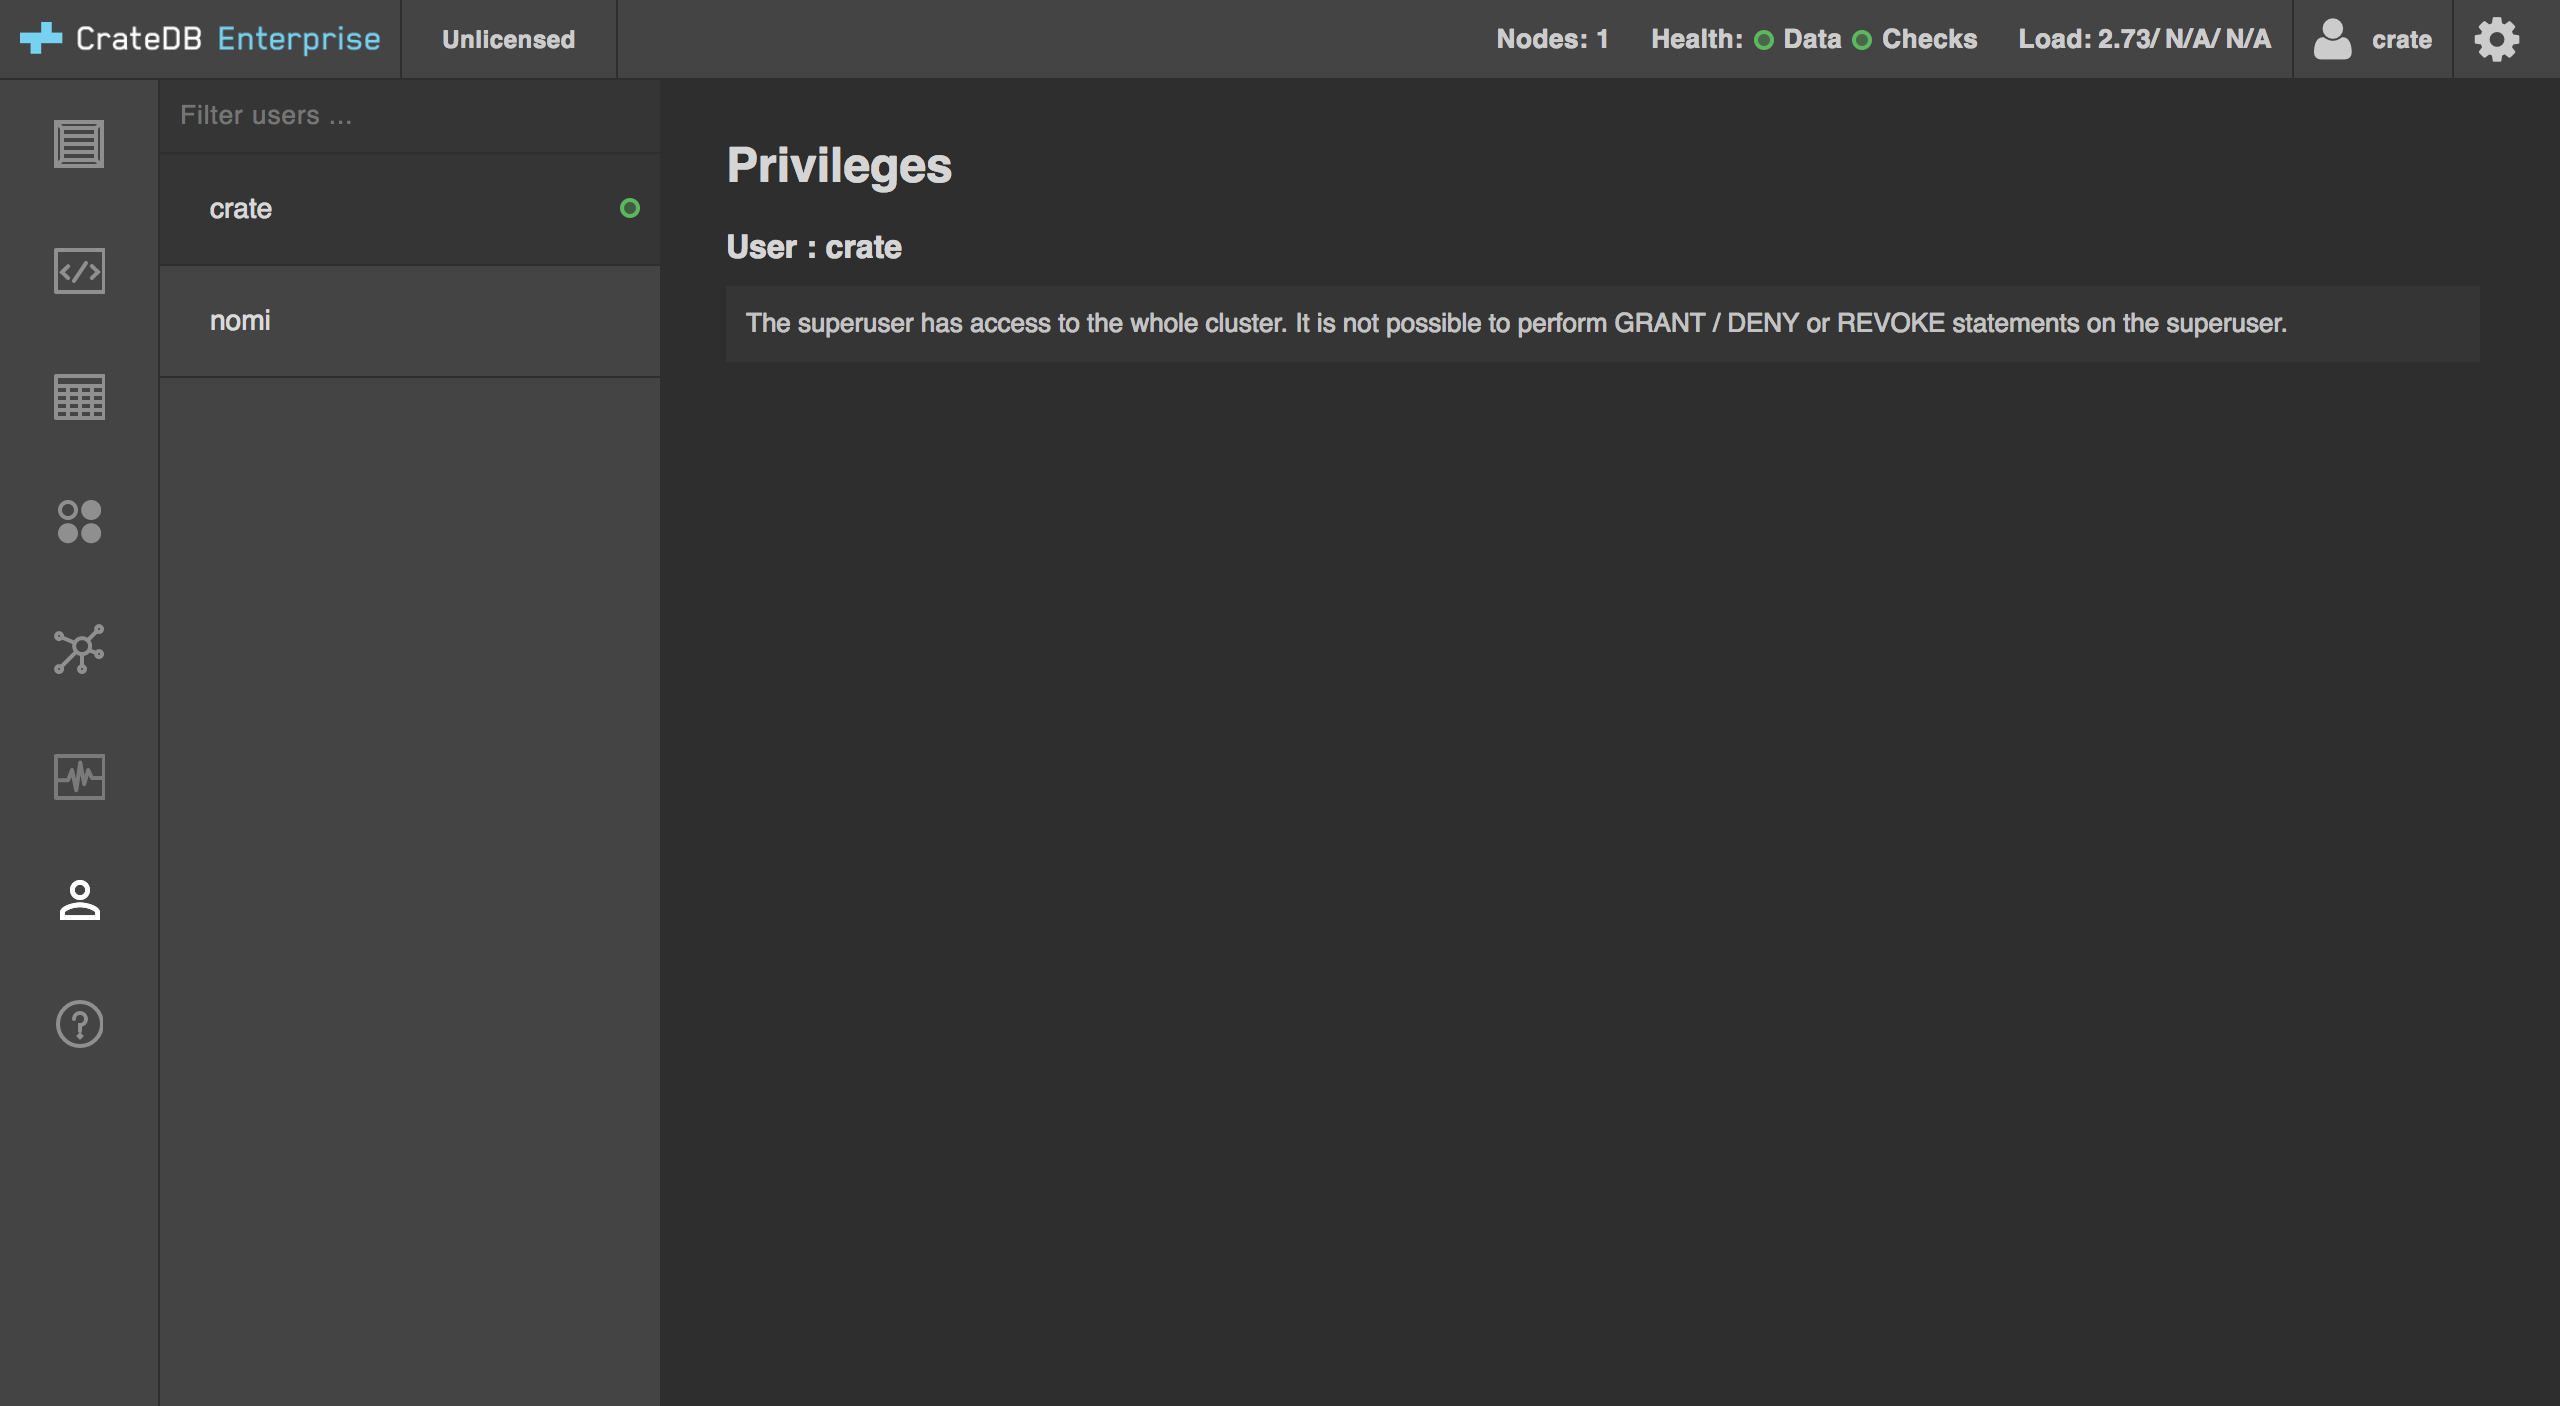 CrateDB Enterprise
Unlicensed
Nodes: 1
Health: Data Checks
Load: 2.73/ N/A/ N/A
crate
Filter users ...
crate
nomi
Privileges
User : crate
The superuser has access to the whole cluster. It is not possible to perform GRANT / DENY or REVOKE statements on the superuser.